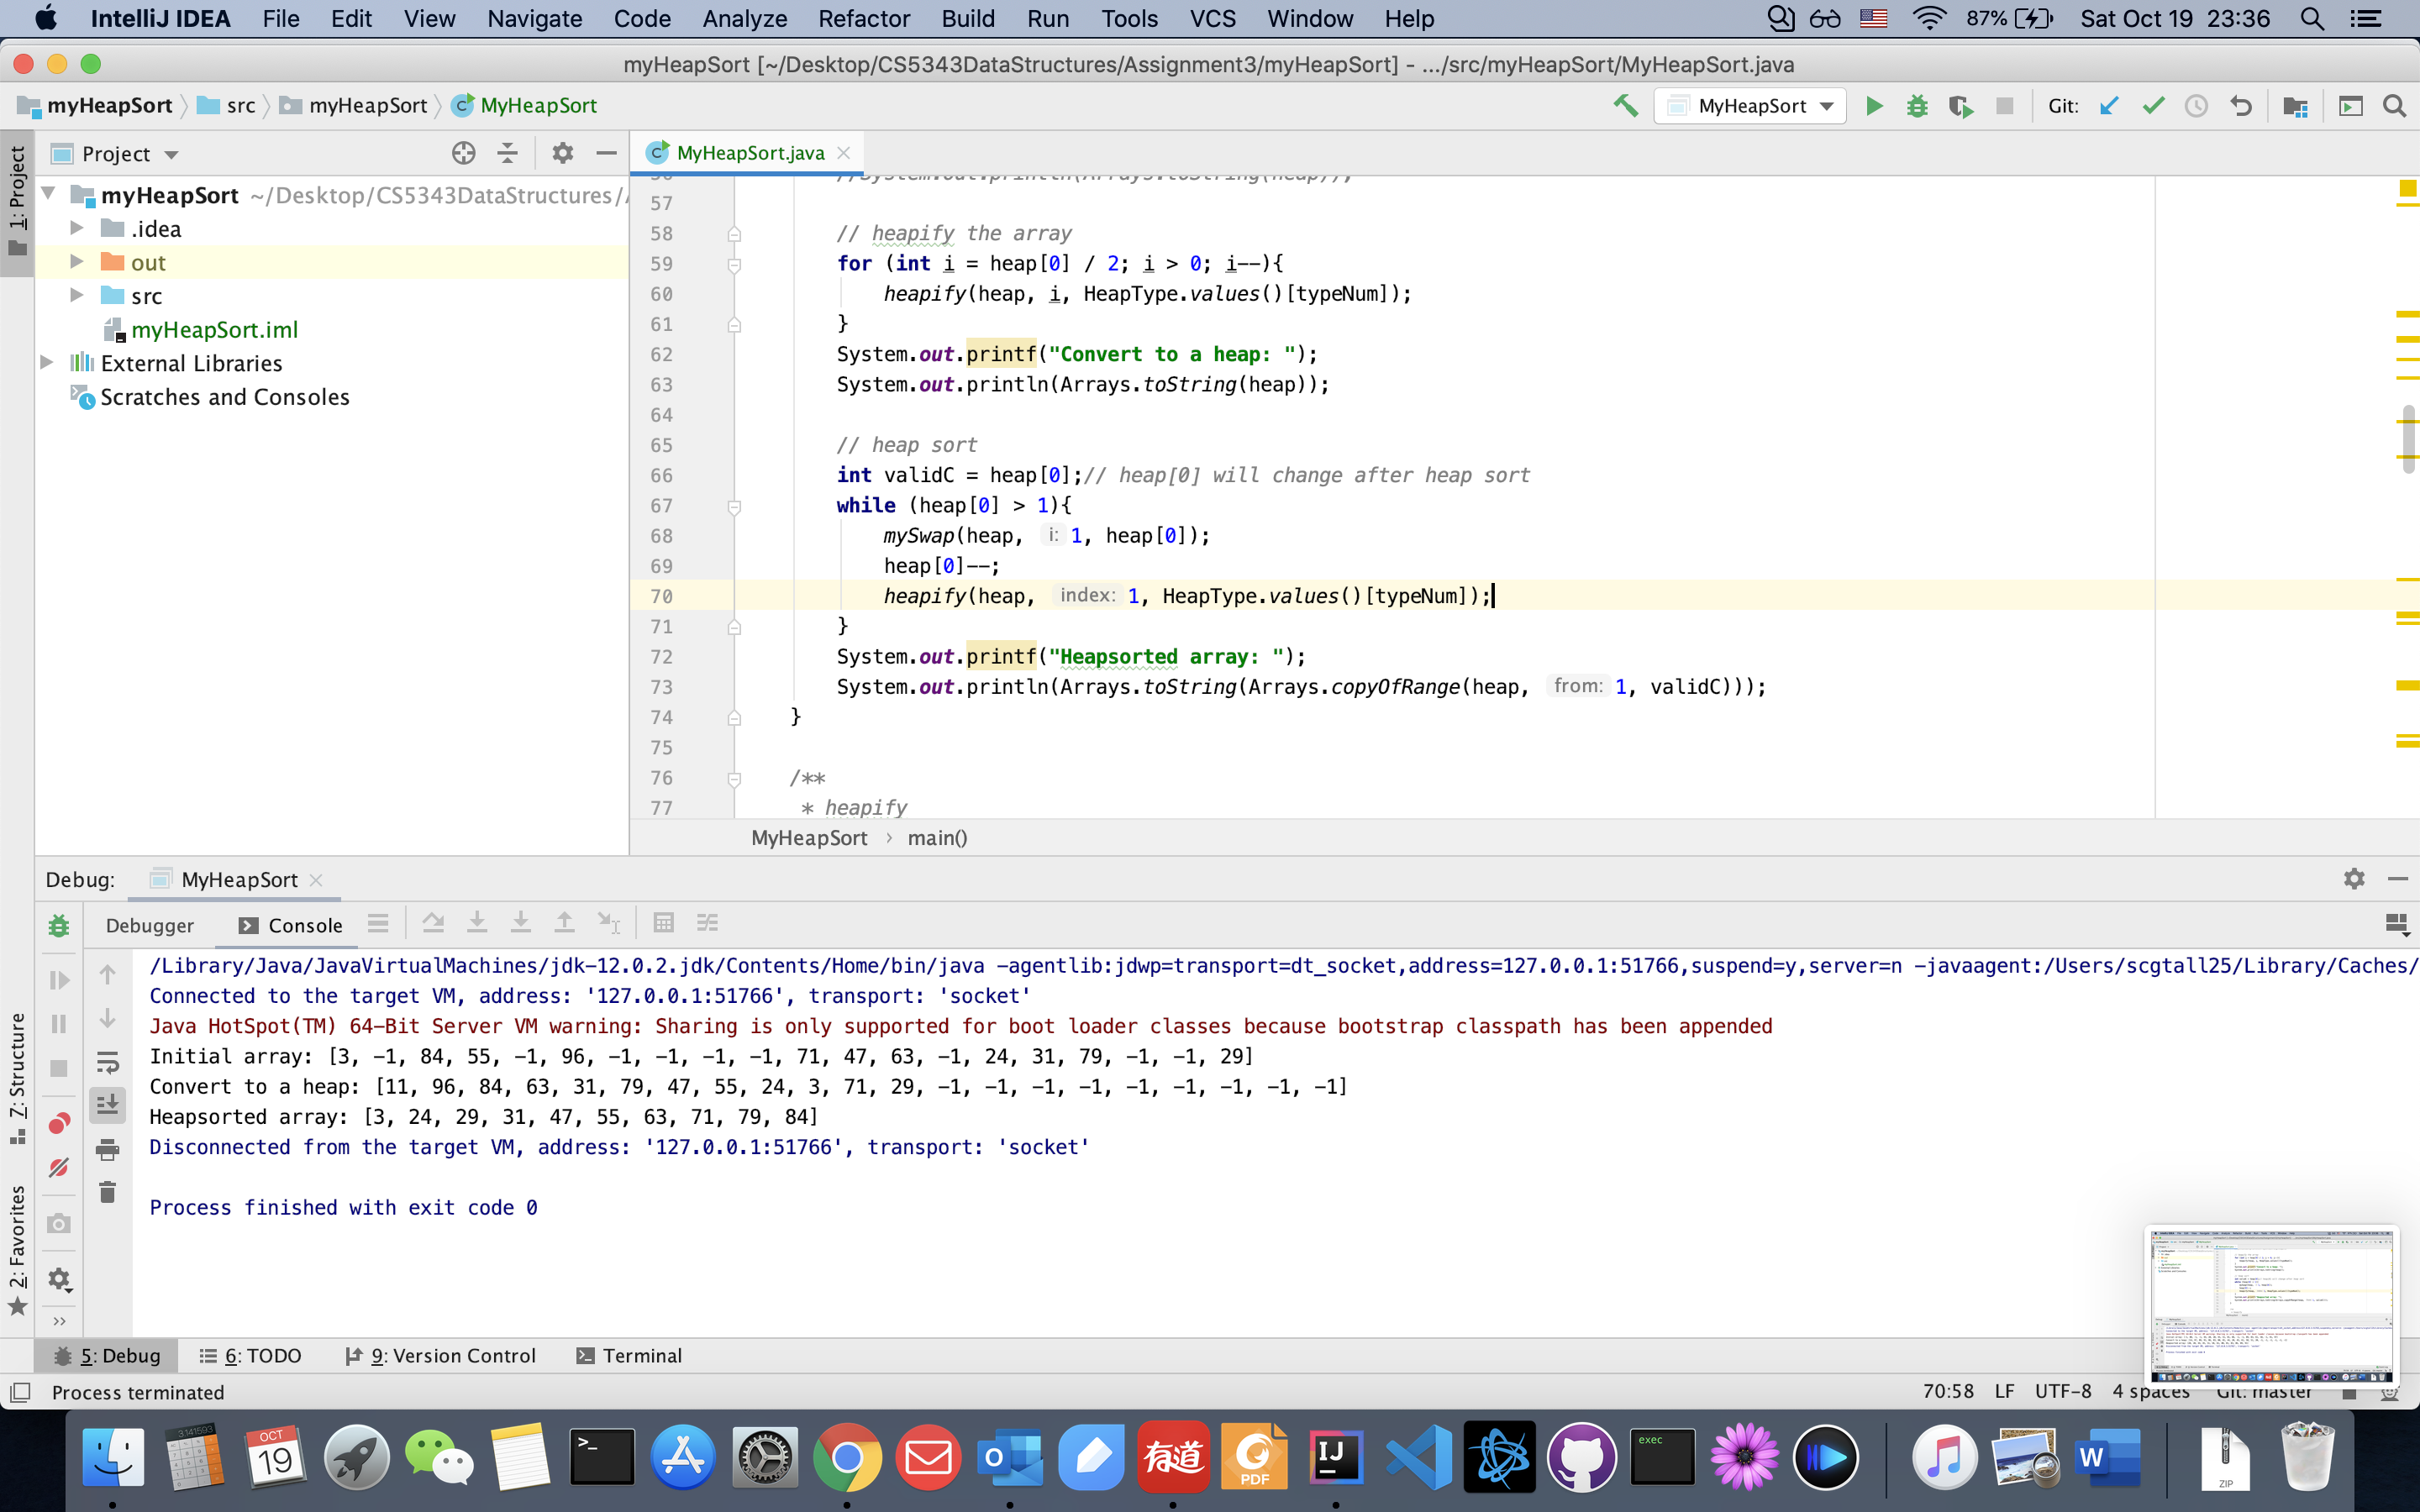 IntelliJ IDEA File Edit View Navigate Code Analyze Refactor Build Run Tools VCS Window Help 87% Sat Oct 19 23:36
myHeapSort [~/Desktop/CS5343DataStructures/Assignment3/myHeapSort] - .../src/myHeapSort/MyHeapSort.java
myHeapSort src myHeapSort MyHeapSort MyHeapSort Git:
1: Project
Project
myHeapSort ~/Desktop/CS5343DataStructures/
.idea
out
src
myHeapSort.iml
External Libraries
Scratches and Consoles
MyHeapSort.java
56 //System.out.println(Arrays.toString(heap));
57
58 // heapify the array
59 for (int i = heap[0] / 2; i > 0; i--){
60 heapify(heap, i, HeapType.values()[typeNum]);
61 }
62 System.out.printf("Convert to a heap: ");
63 System.out.println(Arrays.toString(heap));
64
65 // heap sort
66 int validC = heap[0];// heap[0] will change after heap sort
67 while (heap[0] > 1){
68 mySwap(heap, i: 1, heap[0]);
69 heap[0]--;
70 heapify(heap, index: 1, HeapType.values()[typeNum]);
71 }
72 System.out.printf("Heapsorted array: ");
73 System.out.println(Arrays.toString(Arrays.copyOfRange(heap, from: 1, validC)));
74 }
75
76 /**
77 * heapify
MyHeapSort › main()
Debug: MyHeapSort
Debugger Console
/Library/Java/JavaVirtualMachines/jdk-12.0.2.jdk/Contents/Home/bin/java -agentlib:jdwp=transport=dt_socket,address=127.0.0.1:51766,suspend=y,server=n -javaagent:/Users/scgtall25/Library/Caches/
Connected to the target VM, address: '127.0.0.1:51766', transport: 'socket'
Java HotSpot(TM) 64-Bit Server VM warning: Sharing is only supported for boot loader classes because bootstrap classpath has been appended
Initial array: [3, -1, 84, 55, -1, 96, -1, -1, -1, -1, 71, 47, 63, -1, 24, 31, 79, -1, -1, 29]
Convert to a heap: [11, 96, 84, 63, 31, 79, 47, 55, 24, 3, 71, 29, -1, -1, -1, -1, -1, -1, -1, -1, -1]
Heapsorted array: [3, 24, 29, 31, 47, 55, 63, 71, 79, 84]
Disconnected from the target VM, address: '127.0.0.1:51766', transport: 'socket'
Process finished with exit code 0
7: Structure
2: Favorites
5: Debug 6: TODO 9: Version Control Terminal
Process terminated 70:58 LF UTF-8 4 spaces Git: master
3.141593
OCT
19
>_
O
有道
PDF
IJ
exec
W
ZIP